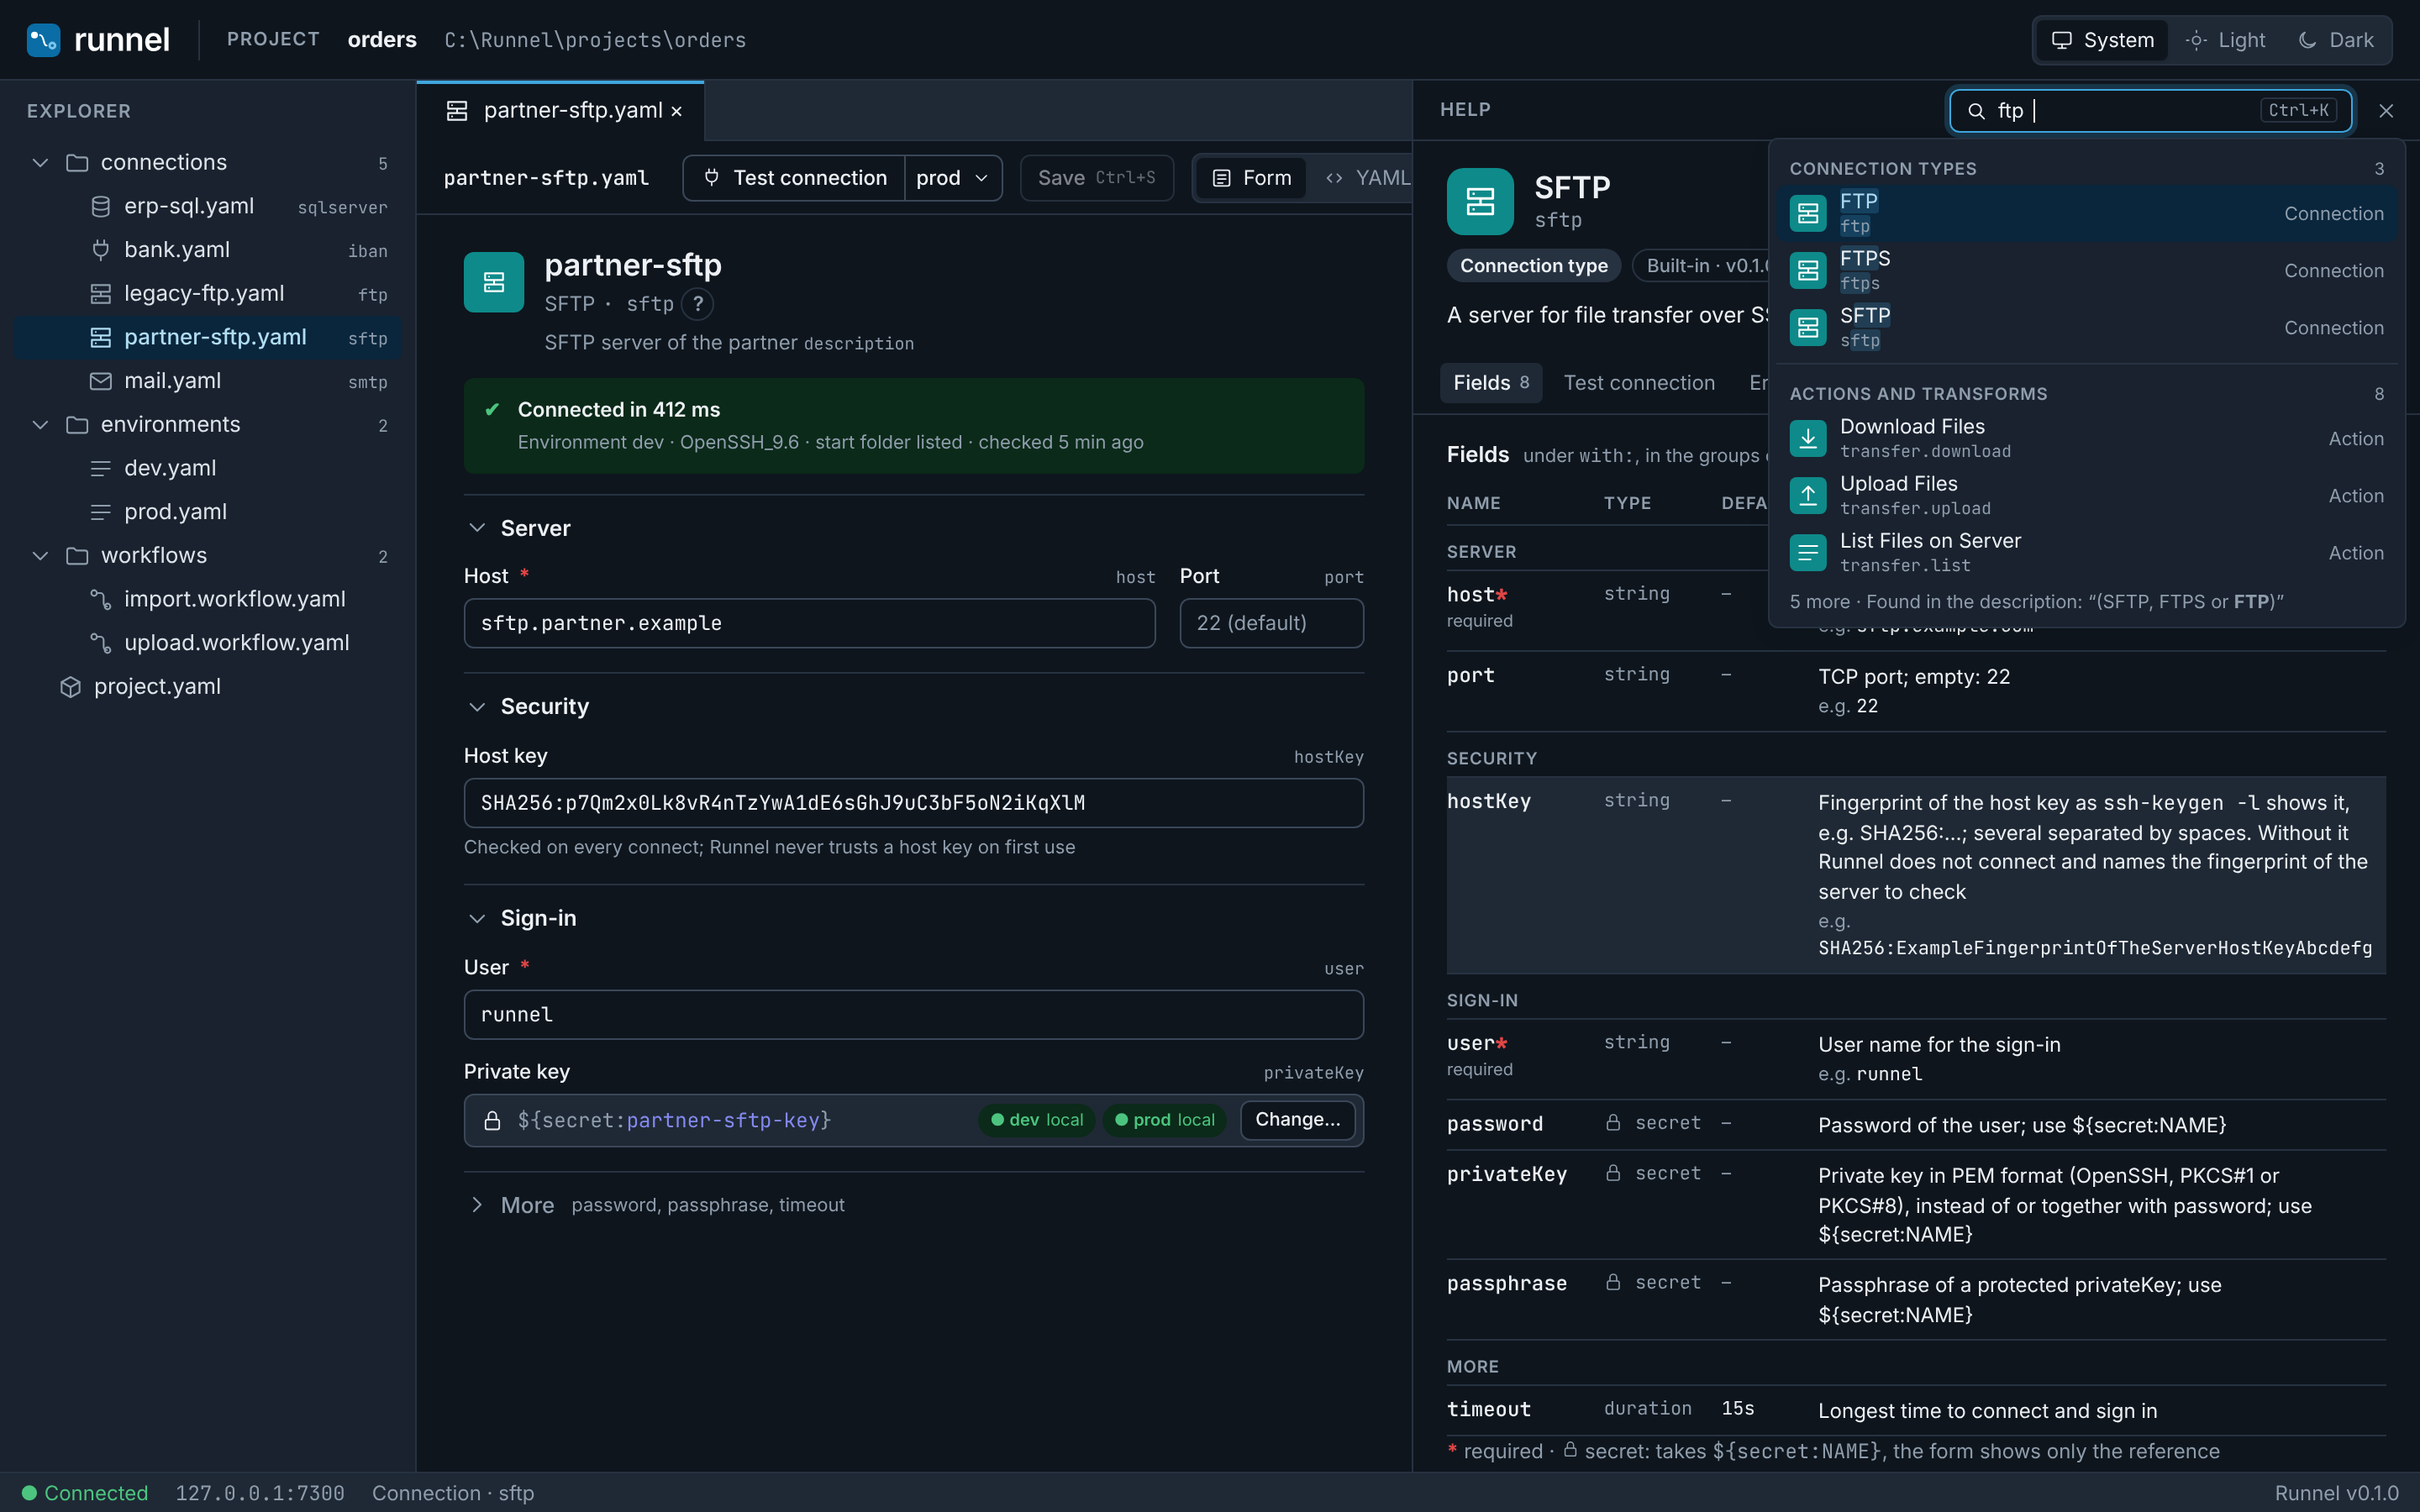 runnel
PROJECT orders C:\Runnel\projects\orders
System Light Dark
EXPLORER
connections 5
erp-sql.yaml sqlserver
bank.yaml iban
legacy-ftp.yaml ftp
partner-sftp.yaml sftp
mail.yaml smtp
environments 2
dev.yaml
prod.yaml
workflows 2
import.workflow.yaml
upload.workflow.yaml
project.yaml
partner-sftp.yaml ×
partner-sftp.yaml Test connection prod Save Ctrl+S Form YAML
partner-sftp
SFTP · sftp ?
SFTP server of the partner description
✔ Connected in 412 ms
Environment dev · OpenSSH_9.6 · start folder listed · checked 5 min ago
Server
Host * host Port port
sftp.partner.example 22 (default)
Security
Host key hostKey
SHA256:p7Qm2x0Lk8vR4nTzYwA1dE6sGhJ9uC3bF5oN2iKqXlM
Checked on every connect; Runnel never trusts a host key on first use
Sign-in
User * user
runnel
Private key privateKey
${secret:partner-sftp-key} dev local prod local Change...
More password, passphrase, timeout
HELP ftp Ctrl+K
SFTP
sftp
Connection type Built-in · v0.1.0
A server for file transfer over SS
Fields 8 Test connection Er
Fields under with:, in the groups
NAME TYPE DEFA
SERVER
host* string –
required
e.g. sftp.example.com
port string – TCP port; empty: 22
e.g. 22
SECURITY
hostKey string – Fingerprint of the host key as ssh-keygen -l shows it,
e.g. SHA256:...; several separated by spaces. Without it
Runnel does not connect and names the fingerprint of the
server to check
e.g.
SHA256:ExampleFingerprintOfTheServerHostKeyAbcdefg
SIGN-IN
user* string – User name for the sign-in
required e.g. runnel
password secret – Password of the user; use ${secret:NAME}
privateKey secret – Private key in PEM format (OpenSSH, PKCS#1 or
PKCS#8), instead of or together with password; use
${secret:NAME}
passphrase secret – Passphrase of a protected privateKey; use
${secret:NAME}
MORE
timeout duration 15s Longest time to connect and sign in
* required · secret: takes ${secret:NAME}, the form shows only the reference
CONNECTION TYPES 3
FTP
ftp Connection
FTPS
ftps Connection
SFTP
sftp Connection
ACTIONS AND TRANSFORMS 8
Download Files
transfer.download Action
Upload Files
transfer.upload Action
List Files on Server
transfer.list Action
5 more · Found in the description: “(SFTP, FTPS or FTP)”
Connected 127.0.0.1:7300 Connection · sftp Runnel v0.1.0